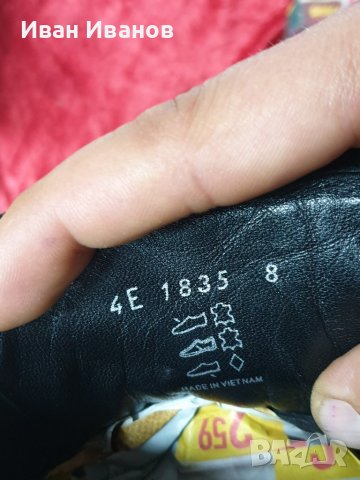 Иван Иванов
4E 1835 8
MADE IN VIETNAM
259
BAZAR